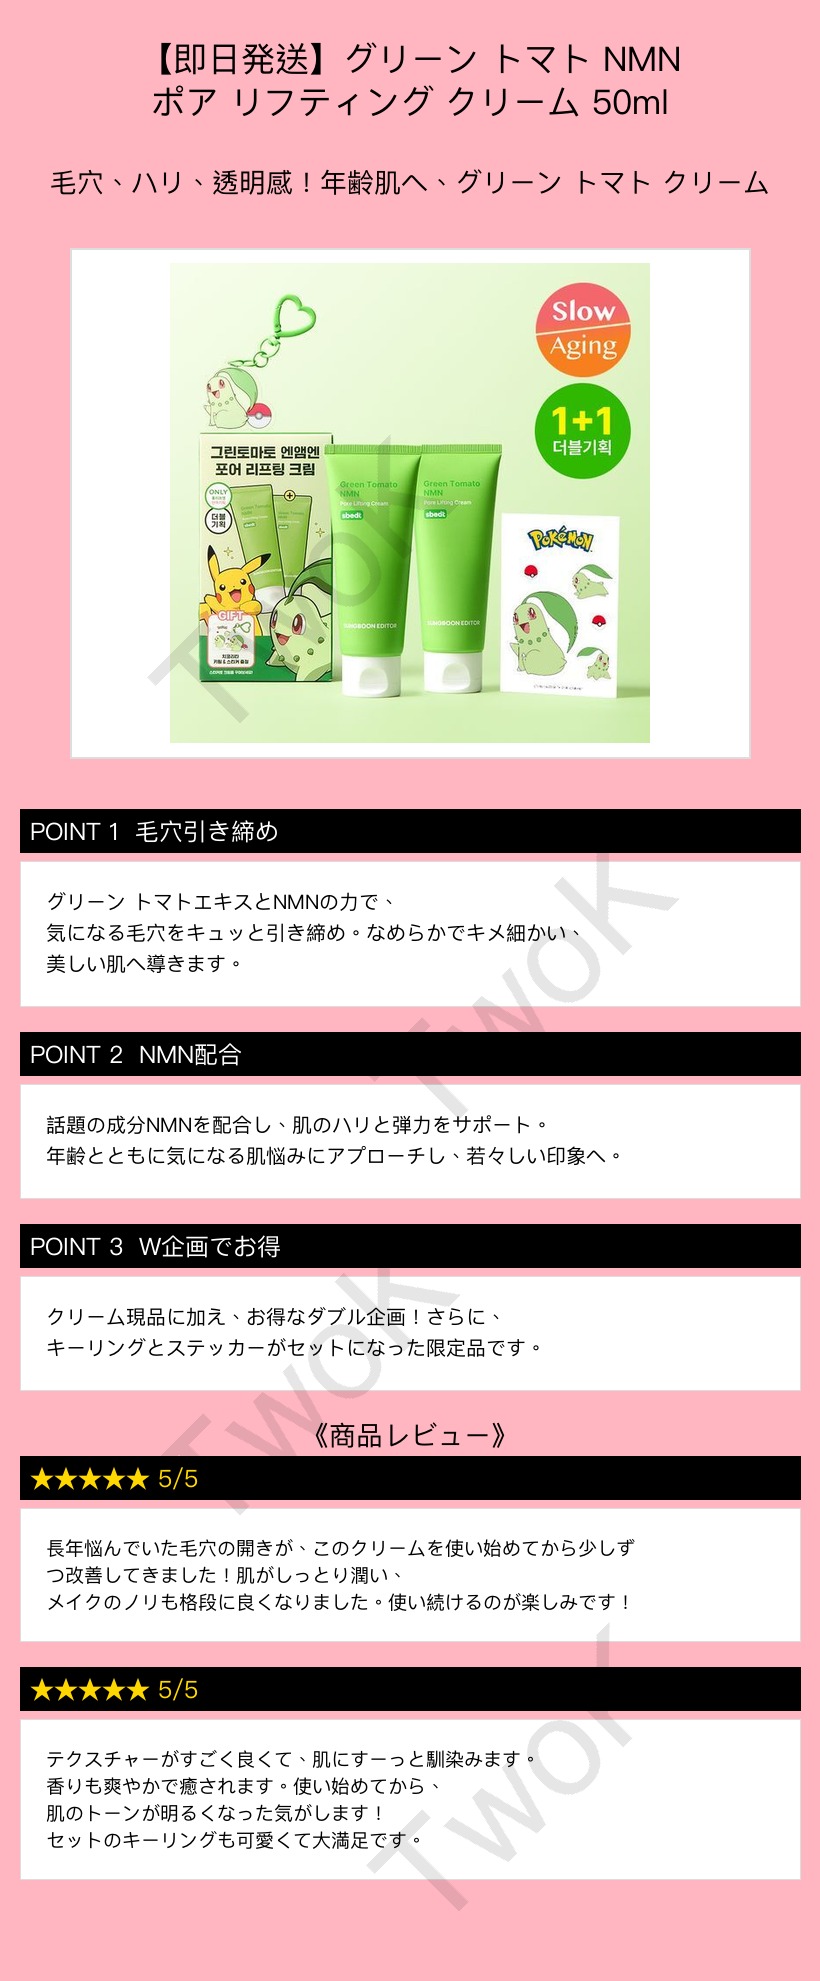 【即日発送】グリーン トマト NMN
ポア リフティング クリーム 50ml
毛穴、ハリ、透明感！年齢肌へ、グリーン トマト クリーム
Slow
Aging
1+1
더블기획
그린토마토 엔앰엔
포어 리프팅 크림
ONLY
더블
기획
GIFT
Green Tomato
NMN
Pore Lifting Cream
sbedt
SUNGBOON EDITOR
Green Tomato
NMN
Pore Lifting Cream
sbedt
SUNGBOON EDITOR
POKéMON
POINT 1 毛穴引き締め
グリーン トマトエキスとNMNの力で、
気になる毛穴をキュッと引き締め。なめらかでキメ細かい、
美しい肌へ導きます。
POINT 2 NMN配合
話題の成分NMNを配合し、肌のハリと弾力をサポート。
年齢とともに気になる肌悩みにアプローチし、若々しい印象へ。
POINT 3 W企画でお得
クリーム現品に加え、お得なダブル企画！さらに、
キーリングとステッカーがセットになった限定品です。
《商品レビュー》
★★★★★ 5/5
長年悩んでいた毛穴の開きが、このクリームを使い始めてから少しず
つ改善してきました！肌がしっとり潤い、
メイクのノリも格段に良くなりました。使い続けるのが楽しみです！
★★★★★ 5/5
テクスチャーがすごく良くて、肌にすーっと馴染みます。
香りも爽やかで癒されます。使い始めてから、
肌のトーンが明るくなった気がします！
セットのキーリングも可愛くて大満足です。
TwoK
TwoK
TwoK
TwoK